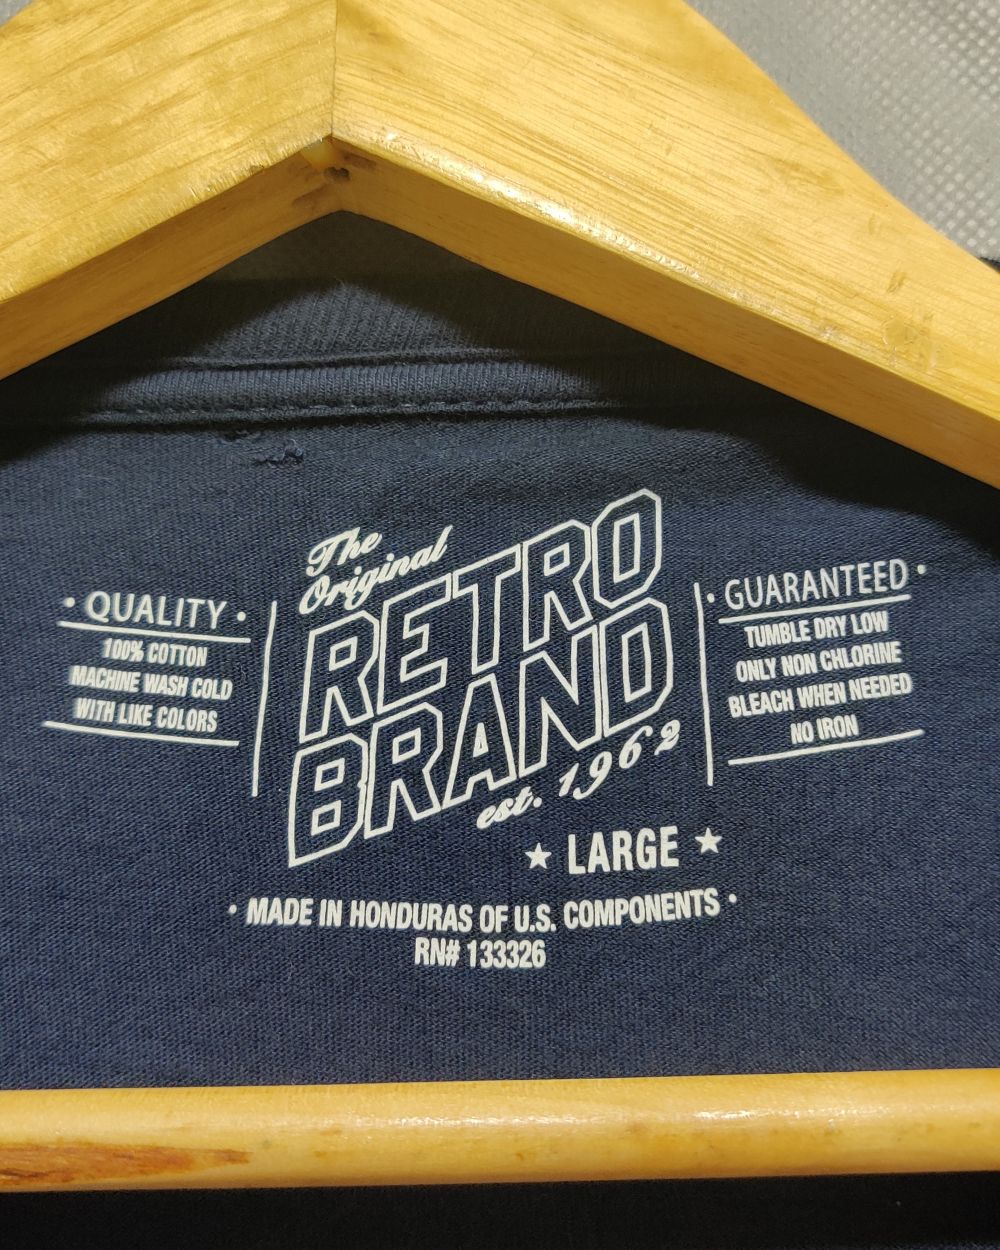 The
Original
RETRO
BRAND
est. 1962
• QUALITY •
100% COTTON
MACHINE WASH COLD
WITH LIKE COLORS
• GUARANTEED •
TUMBLE DRY LOW
ONLY NON CHLORINE
BLEACH WHEN NEEDED
NO IRON
★ LARGE ★
• MADE IN HONDURAS OF U.S. COMPONENTS •
RN# 133326